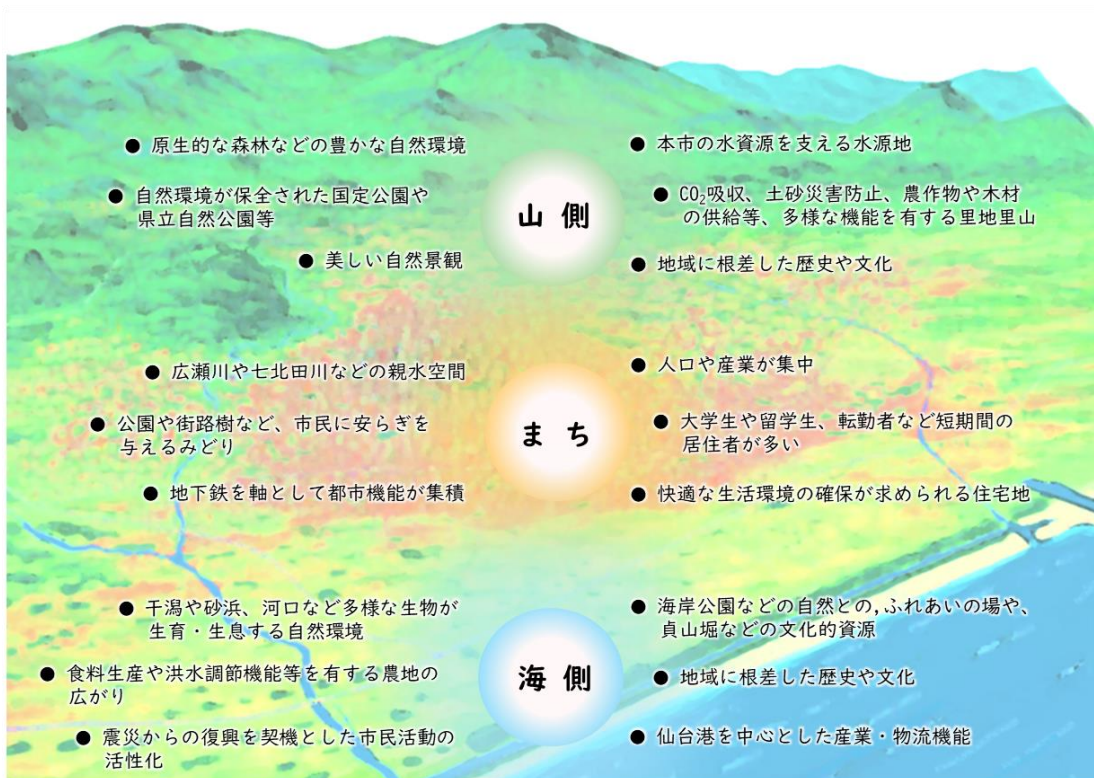 ● 原生的な森林などの豊かな自然環境
● 自然環境が保全された国定公園や
県立自然公園等
● 美しい自然景観
山側
● 本市の水資源を支える水源地
● CO₂吸収、土砂災害防止、農作物や木材
の供給等、多様な機能を有する里地里山
● 地域に根差した歴史や文化
● 広瀬川や七北田川などの親水空間
● 公園や街路樹など、市民に安らぎを
与えるみどり
● 地下鉄を軸として都市機能が集積
まち
● 人口や産業が集中
● 大学生や留学生、転勤者など短期間の
居住者が多い
● 快適な生活環境の確保が求められる住宅地
● 干潟や砂浜、河口など多様な生物が
生育・生息する自然環境
● 食料生産や洪水調節機能等を有する農地の
広がり
● 震災からの復興を契機とした市民活動の
活性化
海側
● 海岸公園などの自然との,ふれあいの場や、
貞山堀などの文化的資源
● 地域に根差した歴史や文化
● 仙台港を中心とした産業・物流機能